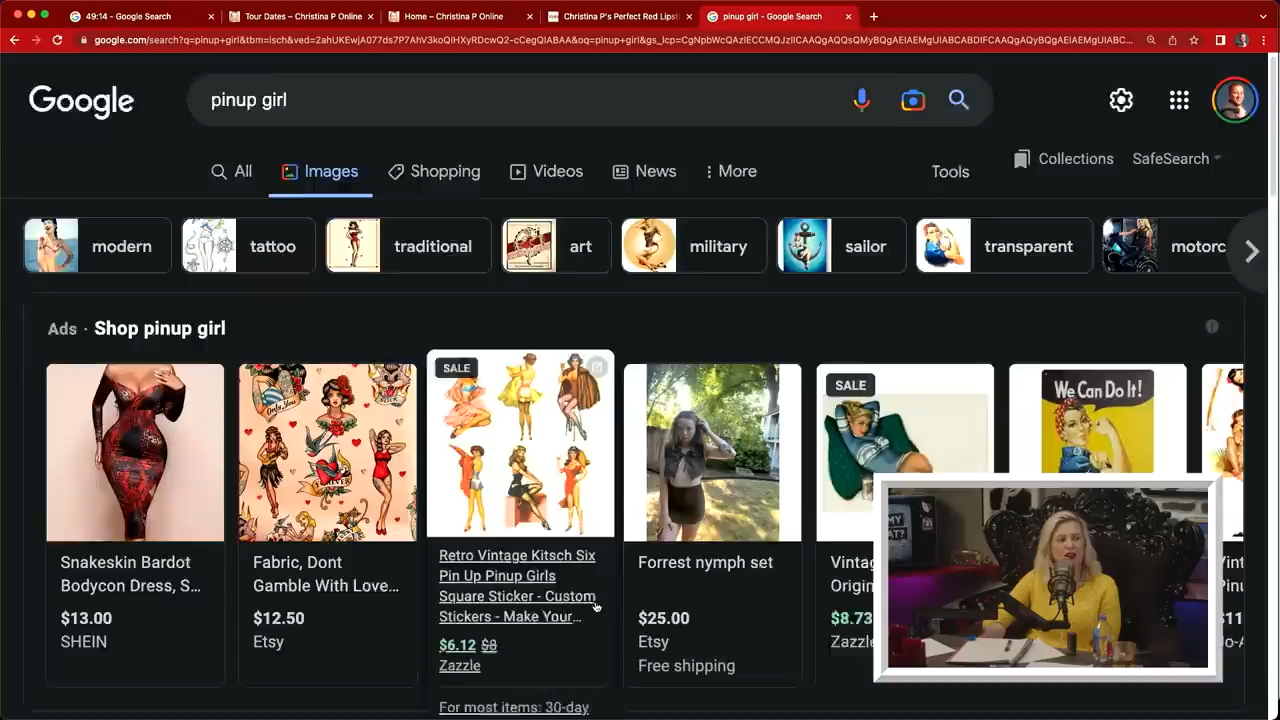 49:14 - Google Search
Tour Dates – Christina P Online
Home – Christina P Online
Christina P's Perfect Red Lipst
pinup girl - Google Search
Google
pinup girl
All
Images
Shopping
Videos
News
More
Tools
Collections
SafeSearch
modern
tattoo
traditional
art
military
sailor
transparent
motorc
Ads · Shop pinup girl
SALE
SALE
We Can Do It!
Snakeskin Bardot
Bodycon Dress, S...
$13.00
SHEIN
Fabric, Dont
Gamble With Love...
$12.50
Etsy
Retro Vintage Kitsch Six
Pin Up Pinup Girls
Square Sticker - Custom
Stickers - Make Your...
$6.12 $8
Zazzle
For most items: 30-day
Forrest nymph set
$25.00
Etsy
Free shipping
Vintag
Origin
$8.73
Zazzle